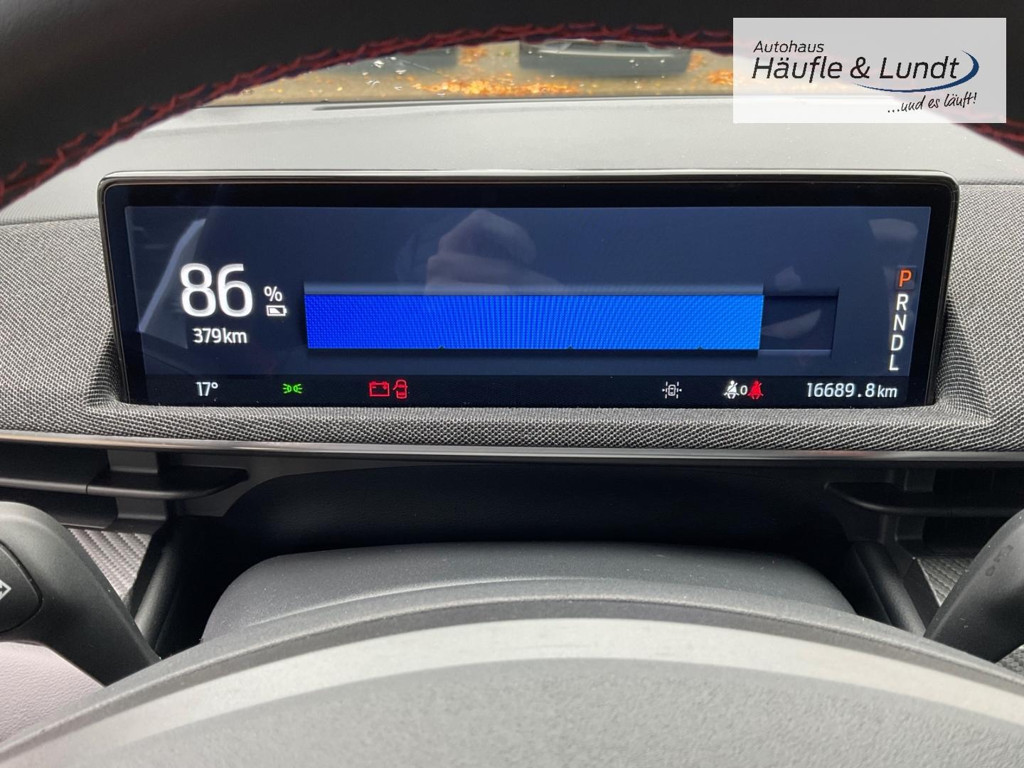 Autohaus
Häufle & Lundt
...und es läuft!
86 %
379km
P
R
N
D
L
17°
0
16689.8 km